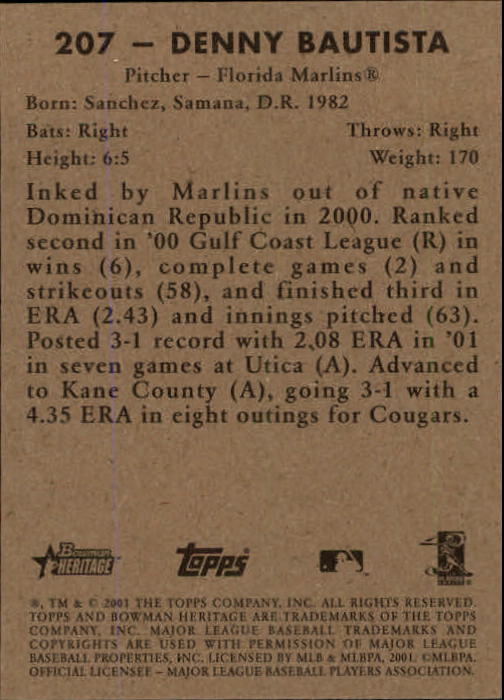 207 – DENNY BAUTISTA
Pitcher – Florida Marlins®
Born: Sanchez, Samana, D.R. 1982
Bats: Right Throws: Right
Height: 6:5 Weight: 170
Inked by Marlins out of native
Dominican Republic in 2000. Ranked
second in '00 Gulf Coast League (R) in
wins (6), complete games (2) and
strikeouts (58), and finished third in
ERA (2.43) and innings pitched (63).
Posted 3-1 record with 2.08 ERA in '01
in seven games at Utica (A). Advanced
to Kane County (A), going 3-1 with a
4.35 ERA in eight outings for Cougars.
Bowman HERITAGE Topps
®, TM & © 2001 THE TOPPS COMPANY, INC. ALL RIGHTS RESERVED.
TOPPS AND BOWMAN HERITAGE ARE TRADEMARKS OF THE TOPPS
COMPANY, INC. MAJOR LEAGUE BASEBALL TRADEMARKS AND
COPYRIGHTS ARE USED WITH PERMISSION OF MAJOR LEAGUE
BASEBALL PROPERTIES, INC. LICENSED BY MLB & MLBPA, 2001. ©MLBPA.
OFFICIAL LICENSEE – MAJOR LEAGUE BASEBALL PLAYERS ASSOCIATION.